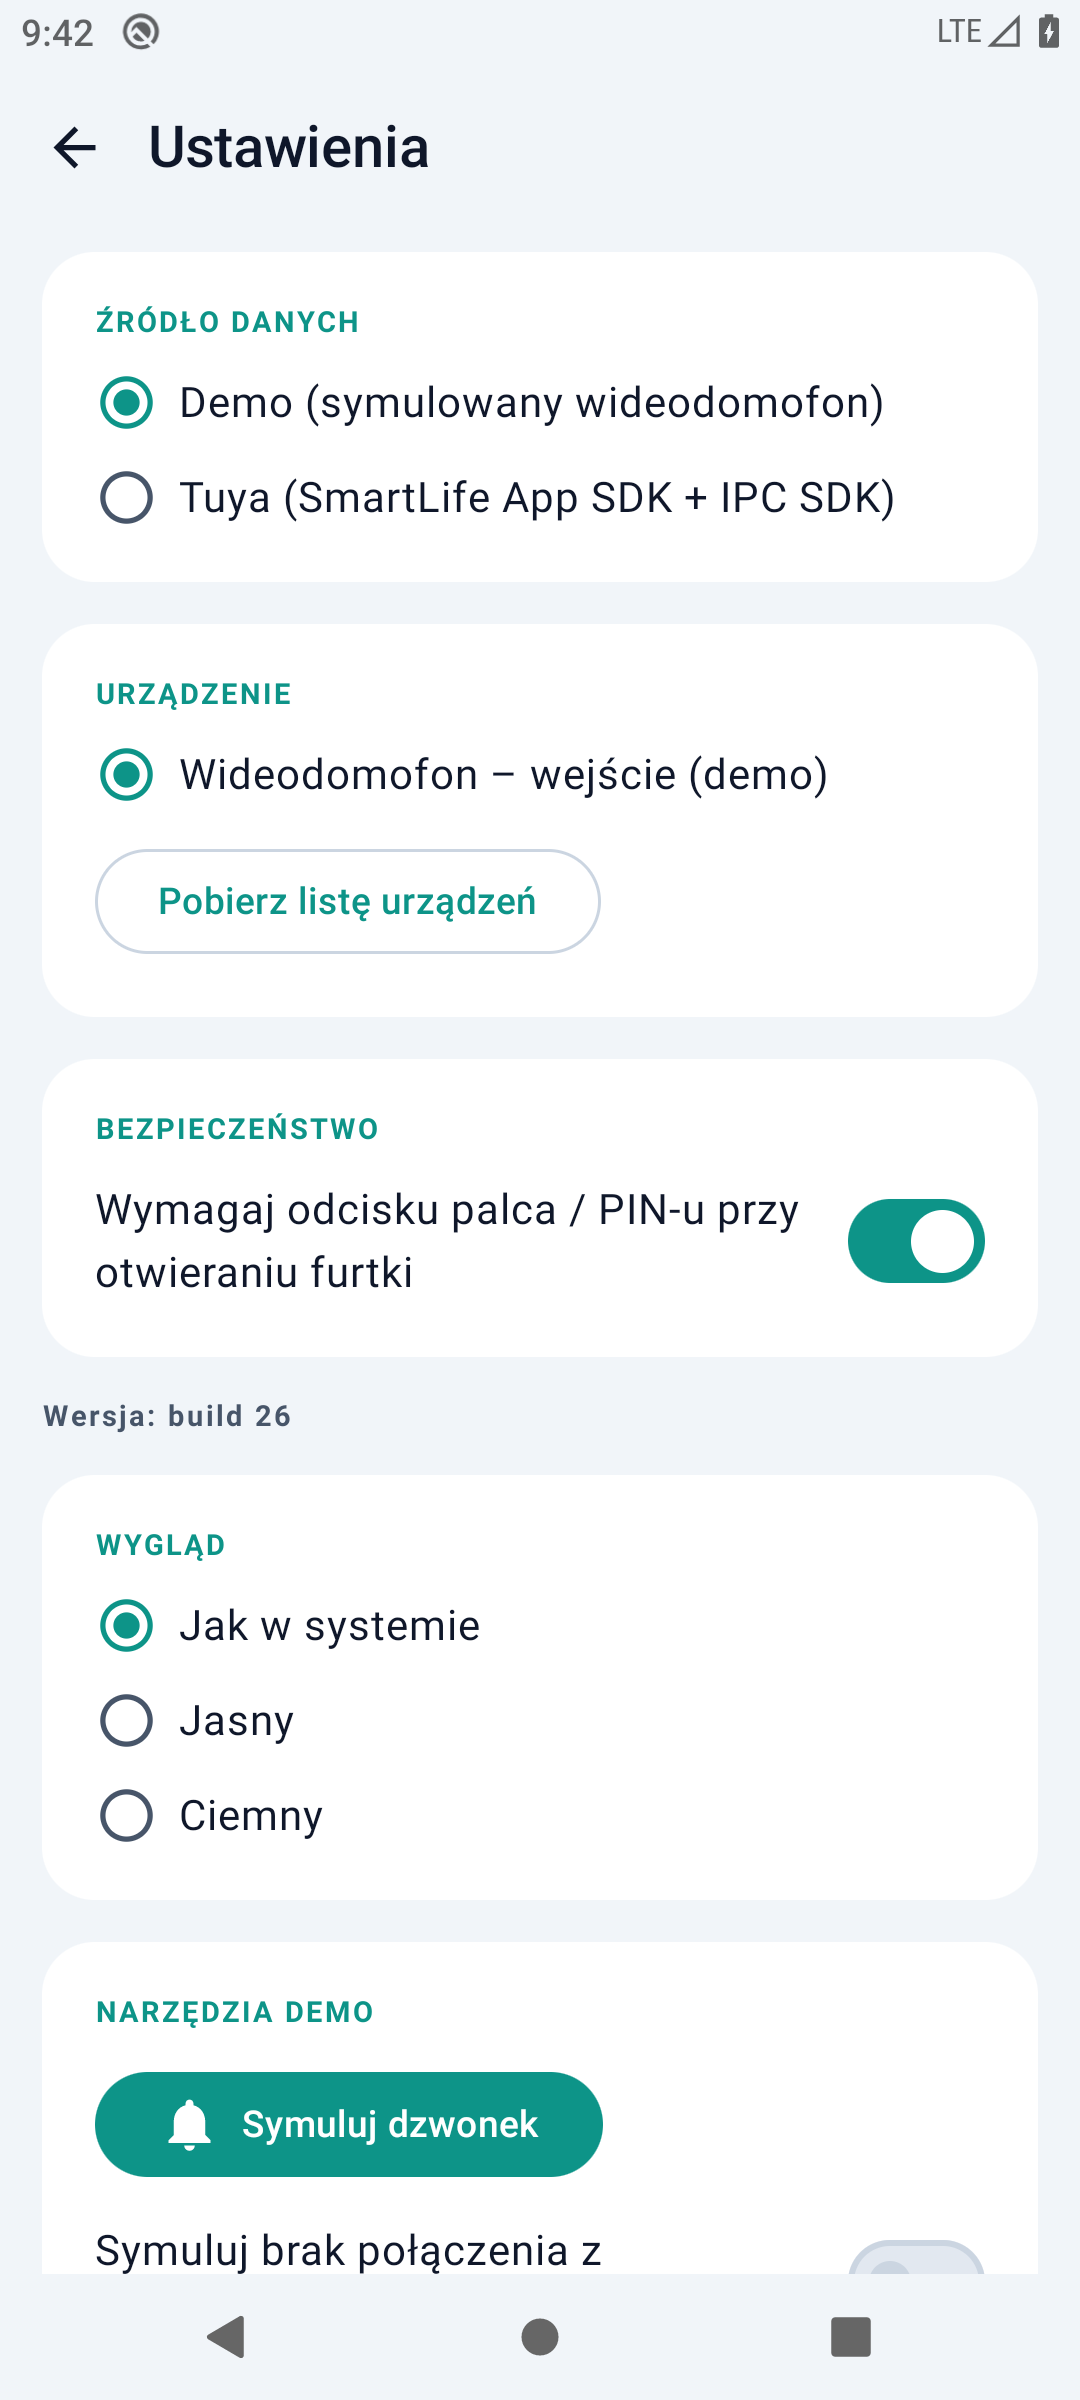 9:42 LTE
Ustawienia
ŹRÓDŁO DANYCH
Demo (symulowany wideodomofon)
Tuya (SmartLife App SDK + IPC SDK)
URZĄDZENIE
Wideodomofon – wejście (demo)
Pobierz listę urządzeń
BEZPIECZEŃSTWO
Wymagaj odcisku palca / PIN-u przy
otwieraniu furtki
Wersja: build 26
WYGLĄD
Jak w systemie
Jasny
Ciemny
NARZĘDZIA DEMO
Symuluj dzwonek
Symuluj brak połączenia z